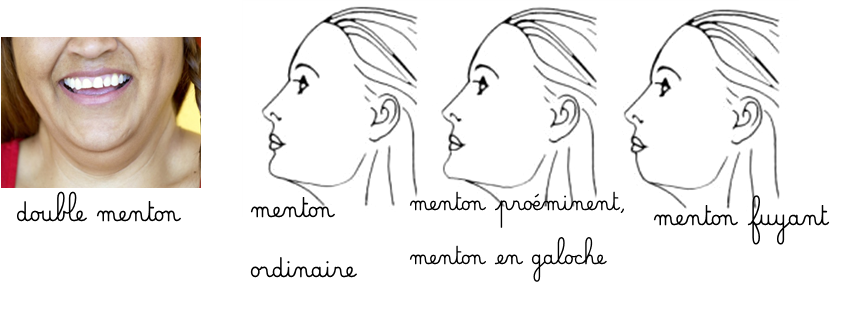 double menton
menton
ordinaire
menton proéminent,
menton en galoche
menton fuyant